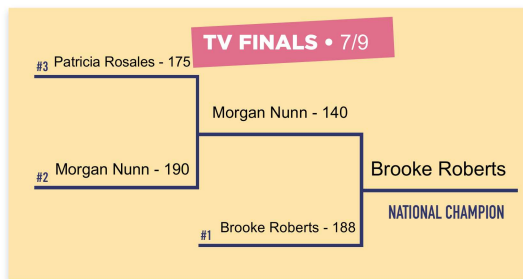 TV FINALS • 7/9
#3 Patricia Rosales - 175
Morgan Nunn - 140
#2 Morgan Nunn - 190
Brooke Roberts
NATIONAL CHAMPION
#1 Brooke Roberts - 188